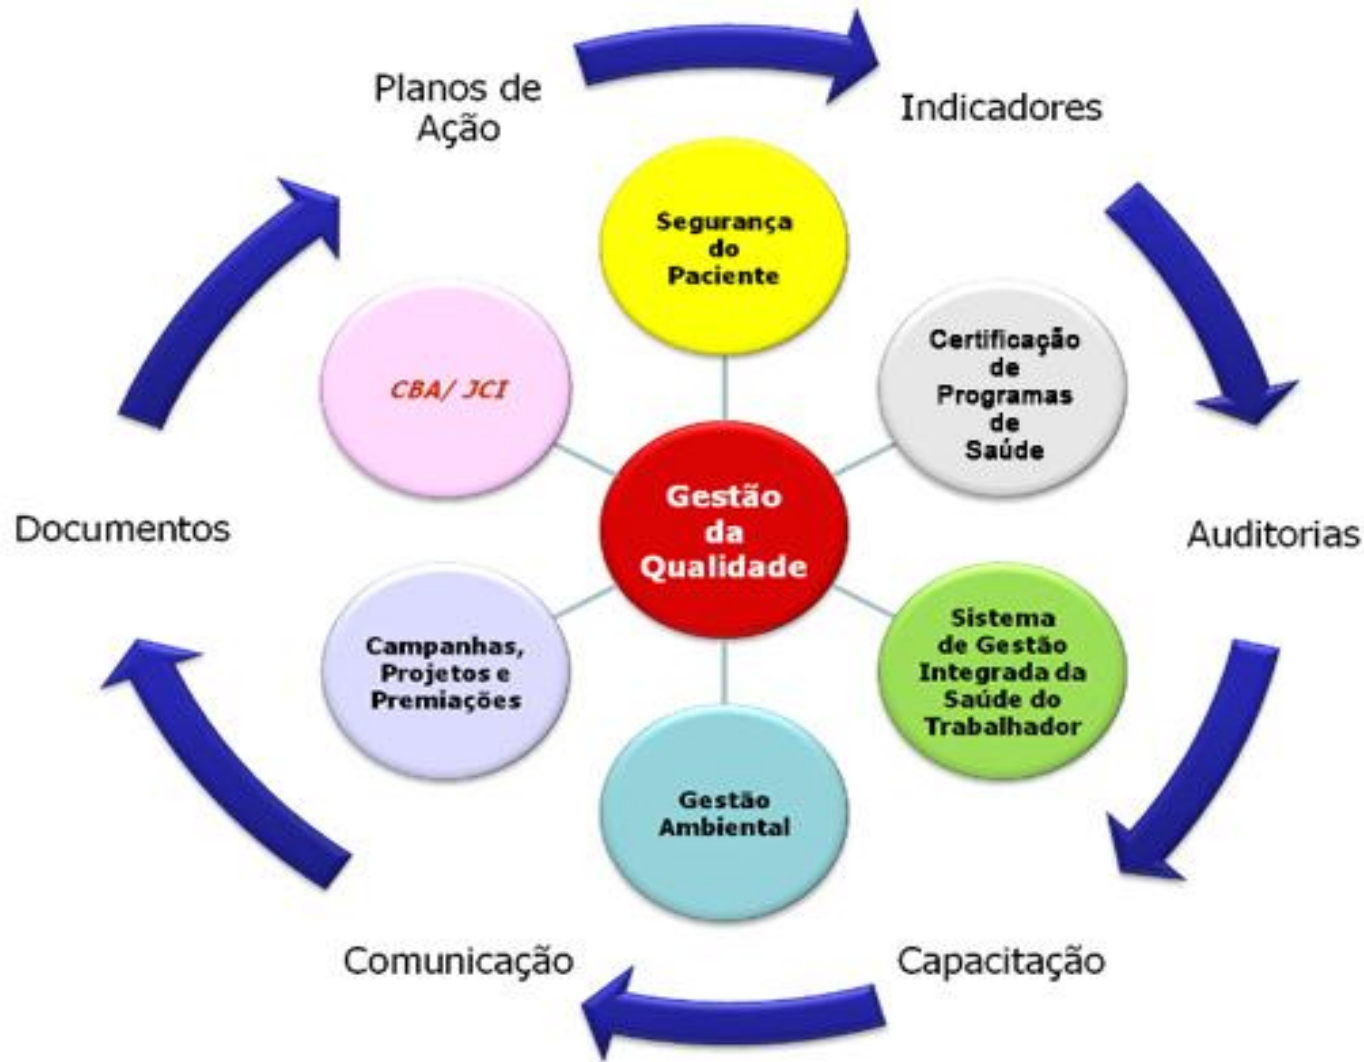 Planos de
Ação
Indicadores
Segurança
do
Paciente
CBA/ JCI
Certificação
de
Programas
de
Saúde
Gestão
da
Qualidade
Documentos
Auditorias
Campanhas,
Projetos e
Premiações
Sistema
de Gestão
Integrada da
Saúde do
Trabalhador
Gestão
Ambiental
Comunicação
Capacitação